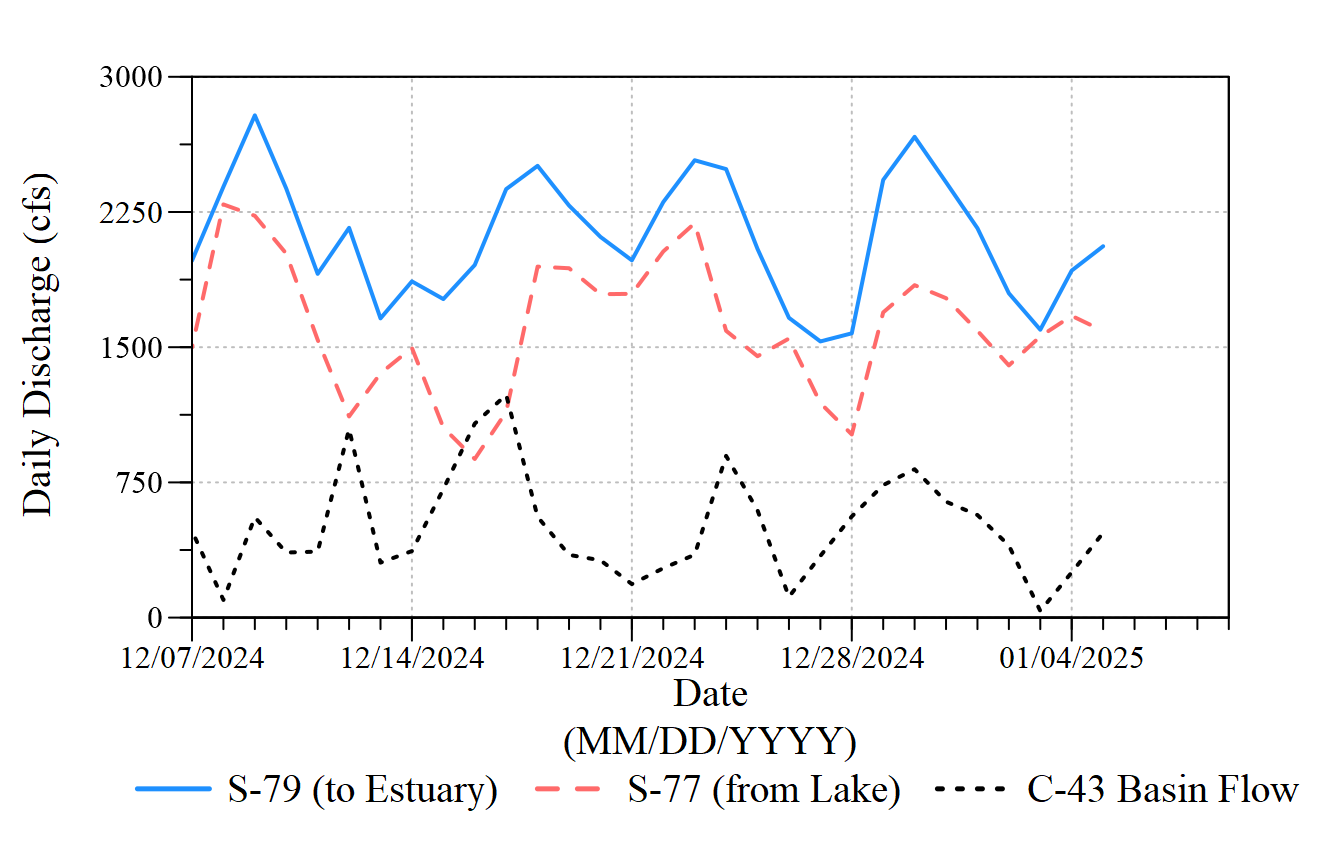 3000
2250
1500
750
0
Daily Discharge (cfs)
12/07/2024 12/14/2024 12/21/2024 12/28/2024 01/04/2025
Date
(MM/DD/YYYY)
S-79 (to Estuary) S-77 (from Lake) C-43 Basin Flow